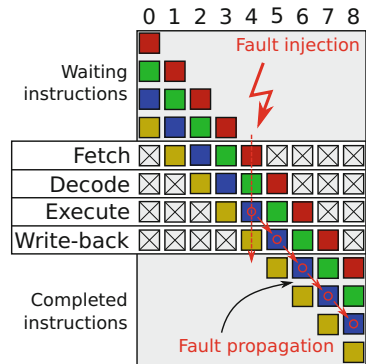 0 1 2 3 4 5 6 7 8
Fault injection
Waiting
instructions
Fetch
Decode
Execute
Write-back
Completed
instructions
Fault propagation